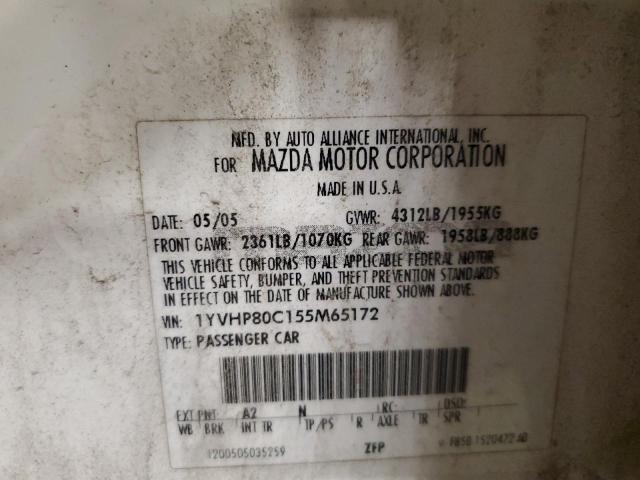 MFD. BY AUTO ALLIANCE INTERNATIONAL, INC.
FOR MAZDA MOTOR CORPORATION
MADE IN U.S.A
DATE: 05/05 GVWR: 4312LB/1955KG
FRONT GAWR: 2361LB/1070KG REAR GAWR: 1958LB/888KG
THIS VEHICLE CONFORMS TO ALL APPLICABLE FEDERAL MOTOR
VEHICLE SAFETY, BUMPER, AND THEFT PREVENTION STANDARDS
IN EFFECT ON THE DATE OF MANUFACTURE SHOWN ABOVE.
VIN: 1YVHP80C155M65172
TYPE: PASSENGER CAR
EXT PNT: A2 N RC: DSO:
WB BRK INT TR TP/PS R AXLE TR SPR
1200505035259 ZFP